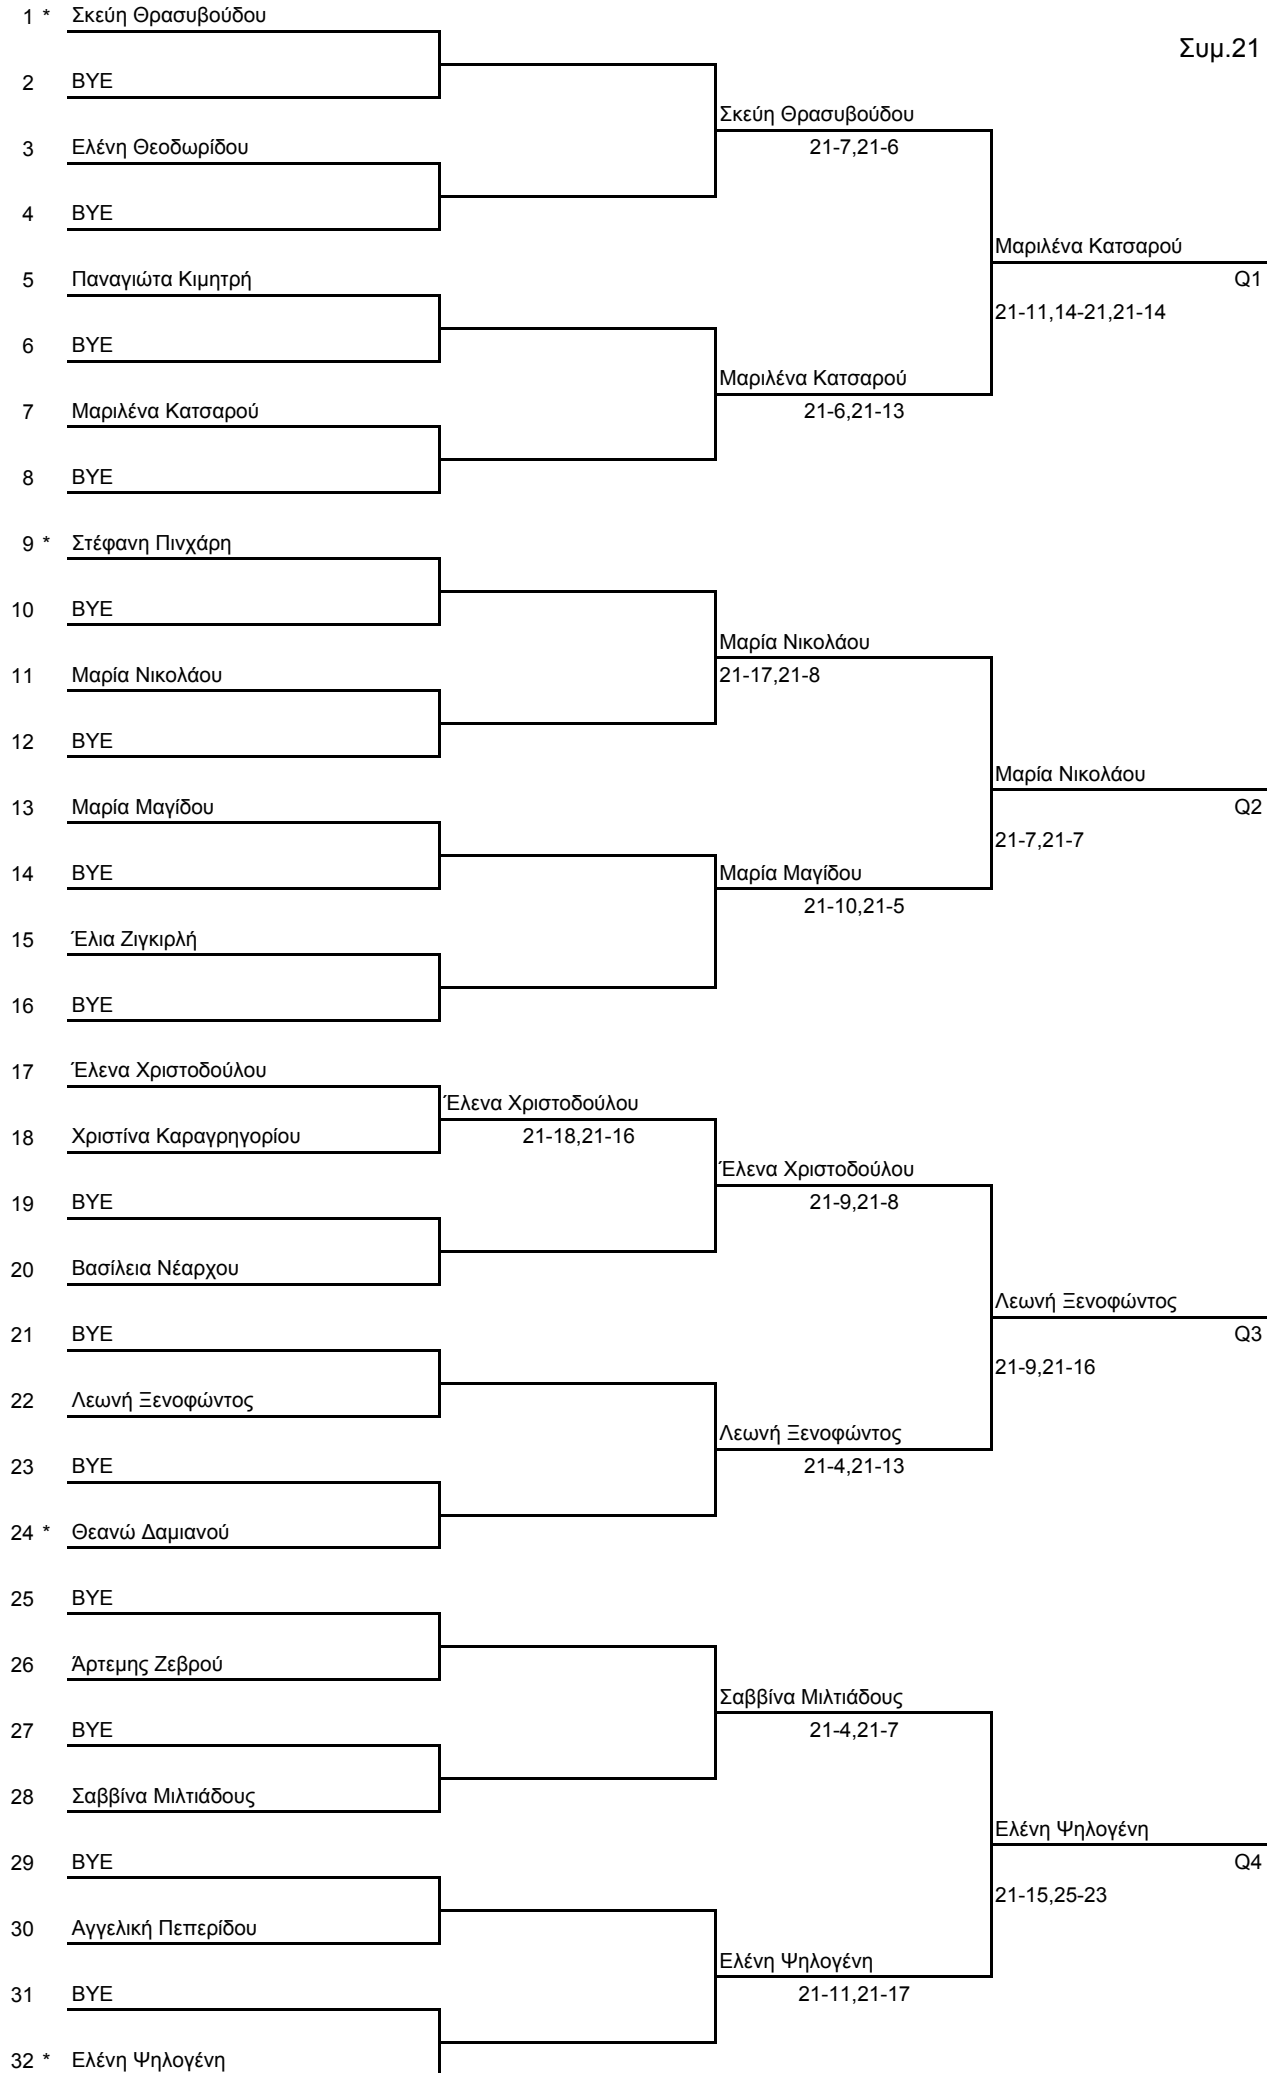 1 * Σκεύη Θρασυβούδου
Συμ.21
2 BYE
Σκεύη Θρασυβούδου
3 Ελένη Θεοδωρίδου
21-7,21-6
4 BYE
Μαριλένα Κατσαρού
5 Παναγιώτα Κιμητρή
Q1
21-11,14-21,21-14
6 BYE
Μαριλένα Κατσαρού
7 Μαριλένα Κατσαρού
21-6,21-13
8 BYE
9 * Στέφανη Πινχάρη
10 BYE
Μαρία Νικολάου
11 Μαρία Νικολάου
21-17,21-8
12 BYE
Μαρία Νικολάου
13 Μαρία Μαγίδου
Q2
21-7,21-7
14 BYE
Μαρία Μαγίδου
21-10,21-5
15 Έλια Ζιγκιρλή
16 BYE
17 Έλενα Χριστοδούλου
Έλενα Χριστοδούλου
18 Χριστίνα Καραγρηγορίου
21-18,21-16
Έλενα Χριστοδούλου
19 BYE
21-9,21-8
20 Βασίλεια Νέαρχου
Λεωνή Ξενοφώντος
21 BYE
Q3
21-9,21-16
22 Λεωνή Ξενοφώντος
Λεωνή Ξενοφώντος
23 BYE
21-4,21-13
24 * Θεανώ Δαμιανού
25 BYE
26 Άρτεμης Ζεβρού
Σαββίνα Μιλτιάδους
27 BYE
21-4,21-7
28 Σαββίνα Μιλτιάδους
Ελένη Ψηλογένη
29 BYE
Q4
21-15,25-23
30 Αγγελική Πεπερίδου
Ελένη Ψηλογένη
31 BYE
21-11,21-17
32 * Ελένη Ψηλογένη